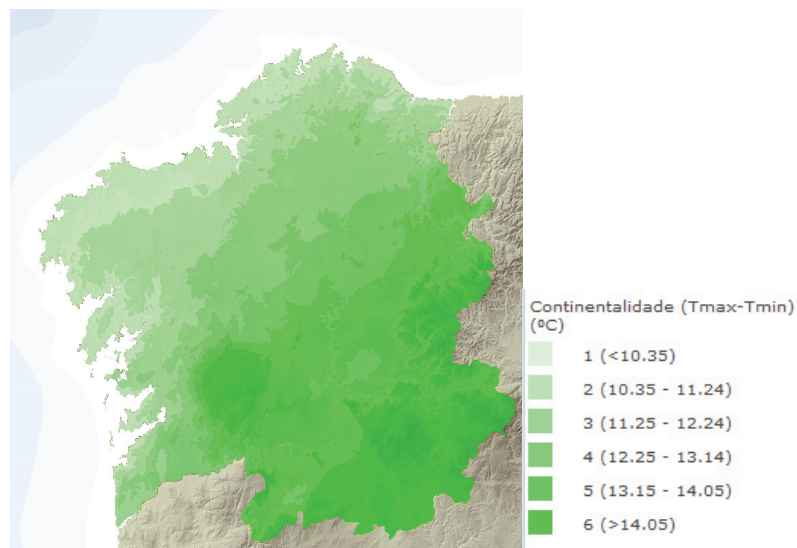 Continentalidade (Tmax-Tmin)
(ºC)
1 (<10.35)
2 (10.35 - 11.24)
3 (11.25 - 12.24)
4 (12.25 - 13.14)
5 (13.15 - 14.05)
6 (>14.05)